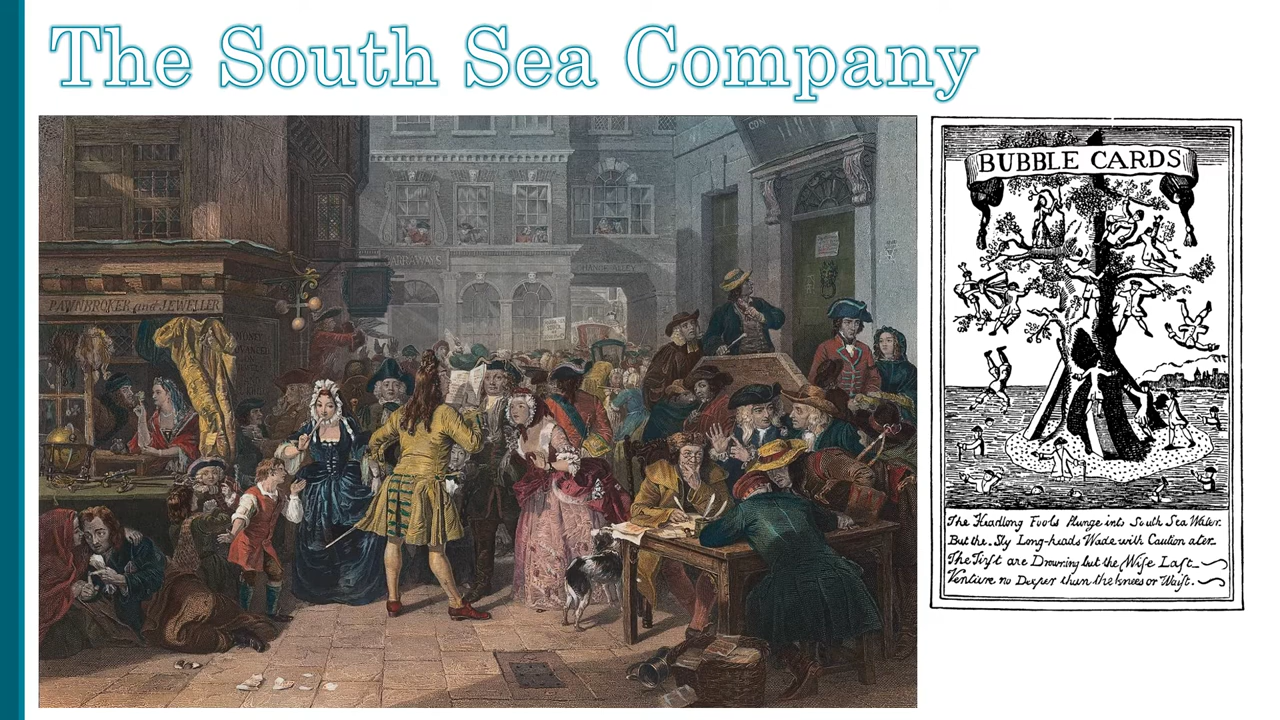 The South Sea Company
PAWNBROKER and JEWELLER
BUBBLE CARDS
The Headlong Fools Plunge into South Sea Water.
But the Sly Long-heads Wade with Caution a'ter.
The First are Drowning but the Wise Last
Venture no Deeper than the Knees or Waist.